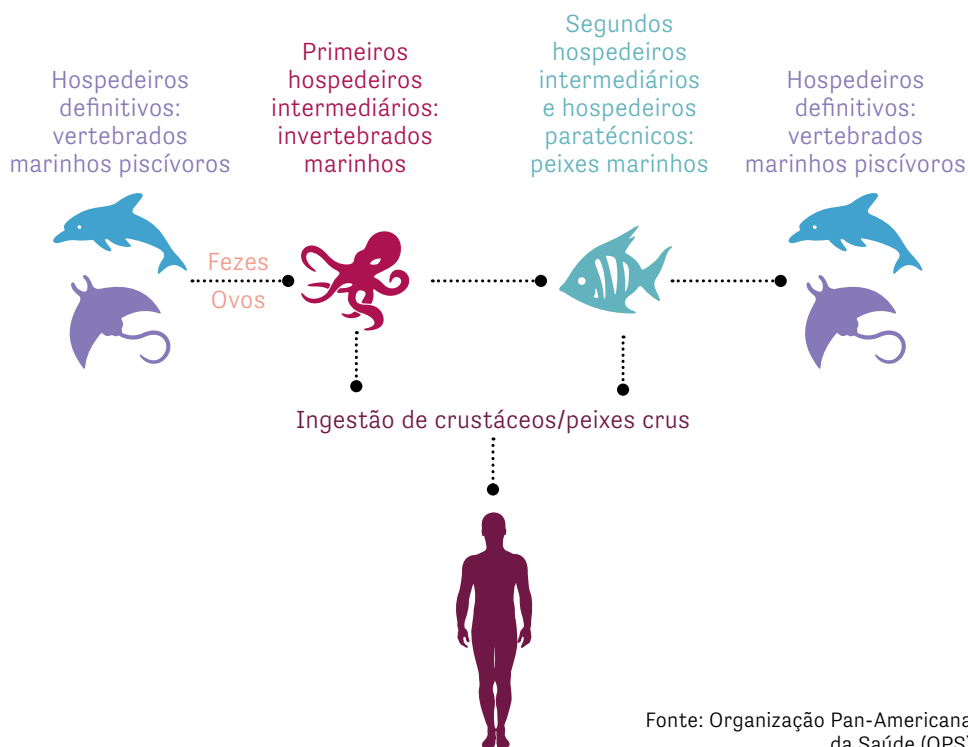 Hospedeiros
definitivos:
vertebrados
marinhos piscívoros
Primeiros
hospedeiros
intermediários:
invertebrados
marinhos
Segundos
hospedeiros
intermediários
e hospedeiros
paratécnicos:
peixes marinhos
Hospedeiros
definitivos:
vertebrados
marinhos piscívoros
Fezes
Ovos
Ingestão de crustáceos/peixes crus
Fonte: Organização Pan-Americana
da Saúde (OPS)